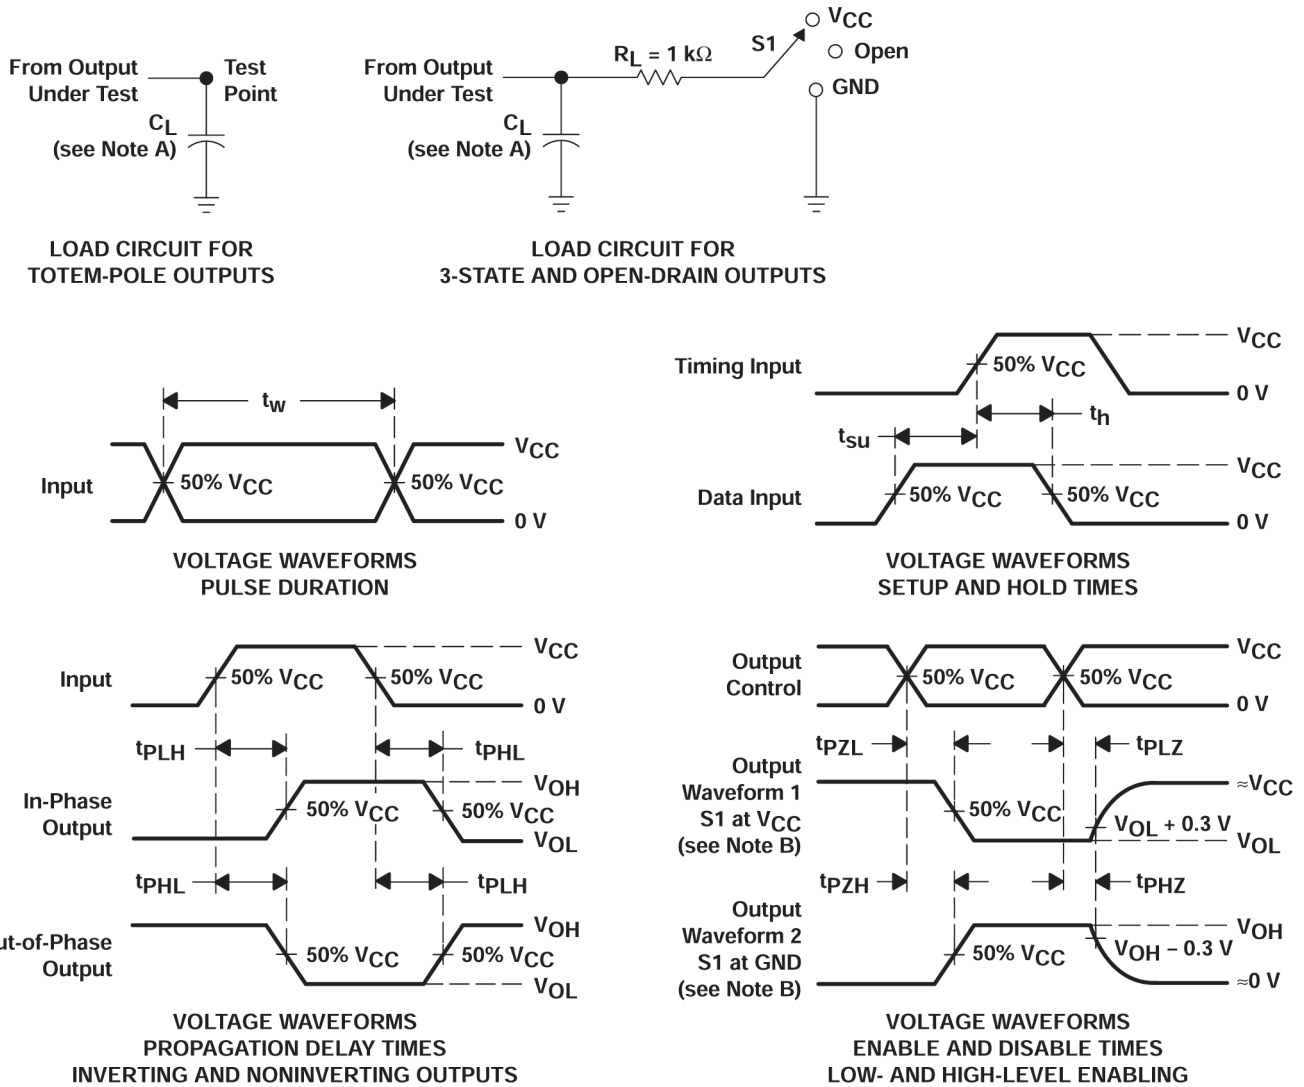 From Output
Under Test
Test
Point
CL
(see Note A)
LOAD CIRCUIT FOR
TOTEM-POLE OUTPUTS
From Output
Under Test
RL = 1 kΩ
S1
VCC
Open
GND
CL
(see Note A)
LOAD CIRCUIT FOR
3-STATE AND OPEN-DRAIN OUTPUTS
tw
Input
50% VCC
50% VCC
VCC
0 V
VOLTAGE WAVEFORMS
PULSE DURATION
Timing Input
50% VCC
VCC
0 V
tsu
th
Data Input
50% VCC
50% VCC
VCC
0 V
VOLTAGE WAVEFORMS
SETUP AND HOLD TIMES
Input
50% VCC
50% VCC
VCC
0 V
tPLH
tPHL
In-Phase
Output
50% VCC
50% VCC
VOH
VOL
tPHL
tPLH
ut-of-Phase
Output
50% VCC
50% VCC
VOH
VOL
VOLTAGE WAVEFORMS
PROPAGATION DELAY TIMES
INVERTING AND NONINVERTING OUTPUTS
Output
Control
50% VCC
50% VCC
VCC
0 V
tPZL
tPLZ
Output
Waveform 1
S1 at VCC
(see Note B)
50% VCC
≈VCC
VOL + 0.3 V
VOL
tPZH
tPHZ
Output
Waveform 2
S1 at GND
(see Note B)
50% VCC
VOH
VOH − 0.3 V
≈0 V
VOLTAGE WAVEFORMS
ENABLE AND DISABLE TIMES
LOW- AND HIGH-LEVEL ENABLING